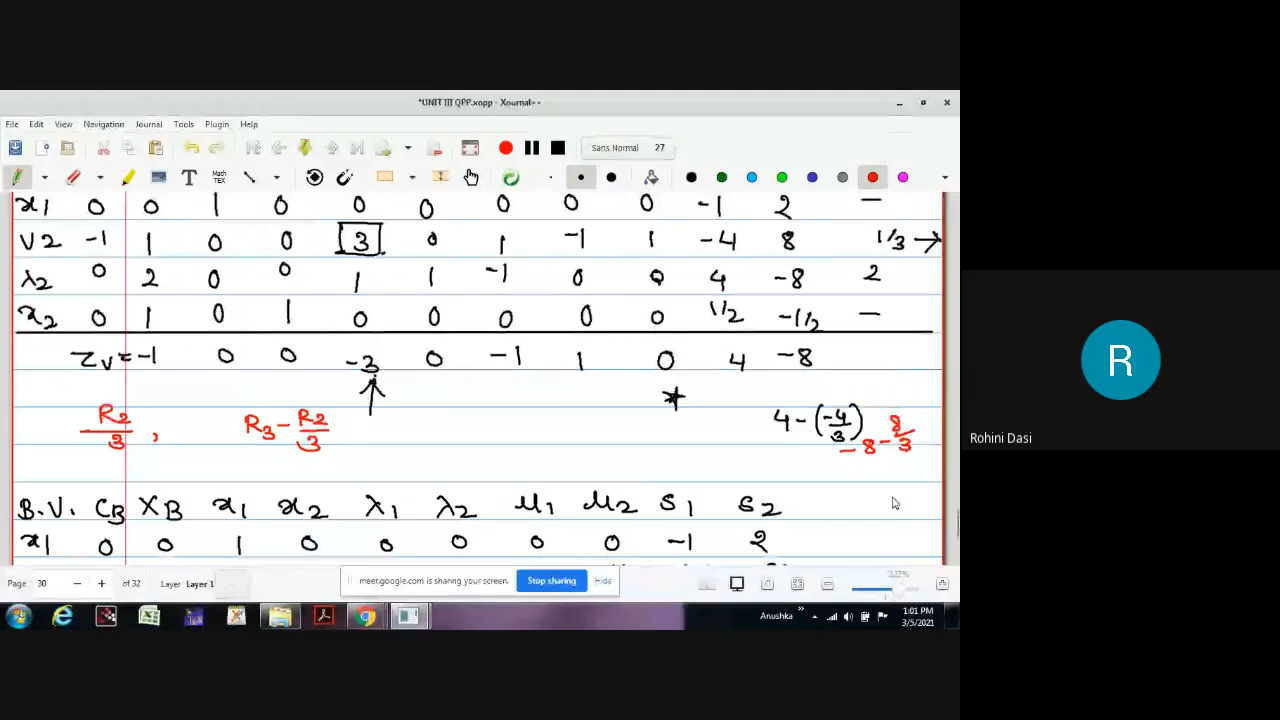 *UNIT III QPP.xopp - Xournal++
File Edit View Navigation Journal Tools Plugin Help
Sans Normal 27
Math TEX
x1 0 0 1 0 0 0 0 0 0 -1 2 —
V2 -1 1 0 0 3 0 1 -1 1 -4 8 1/3 →
λ2 0 2 0 0 1 1 -1 0 0 4 -8 2
x2 0 1 0 1 0 0 0 0 0 1/2 -1/2 —
Zv = -1 0 0 -3 0 -1 1 0 4 -8
↑ *
R2/3 , R3 - R2/3 4 - (-4/3) -8 - 8/3
B.V. CB XB x1 x2 λ1 λ2 μ1 μ2 S1 S2
x1 0 0 1 0 0 0 0 0 -1 2
Page 30 − + of 32 Layer Layer 1
meet.google.com is sharing your screen. Stop sharing Hide
Anushka
1:01 PM
3/5/2021
R
Rohini Dasi